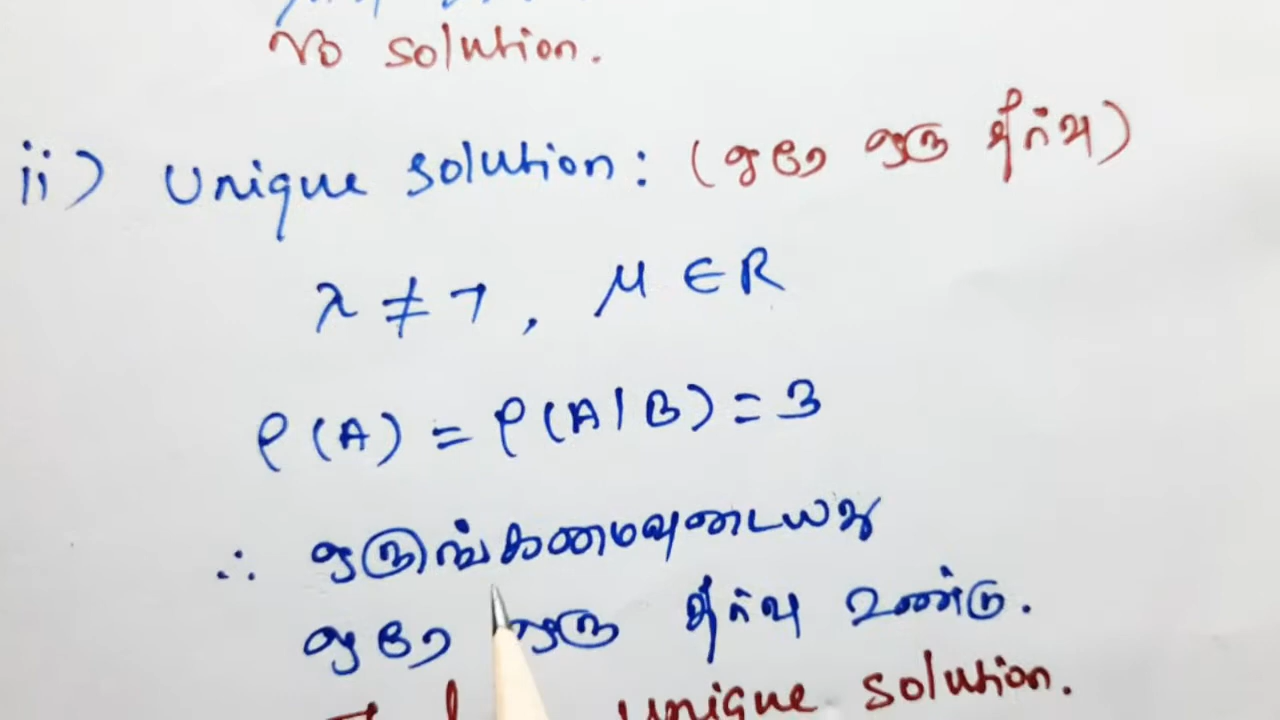 No solution.
ii) Unique solution: (ஒரே ஒரு தீர்வு)
λ ≠ 7, μ ∈ R
ρ(A) = ρ(A|B) = 3
∴ ஒருங்கமைவுடையது
ஒரே ஒரு தீர்வு உண்டு.
unique solution.